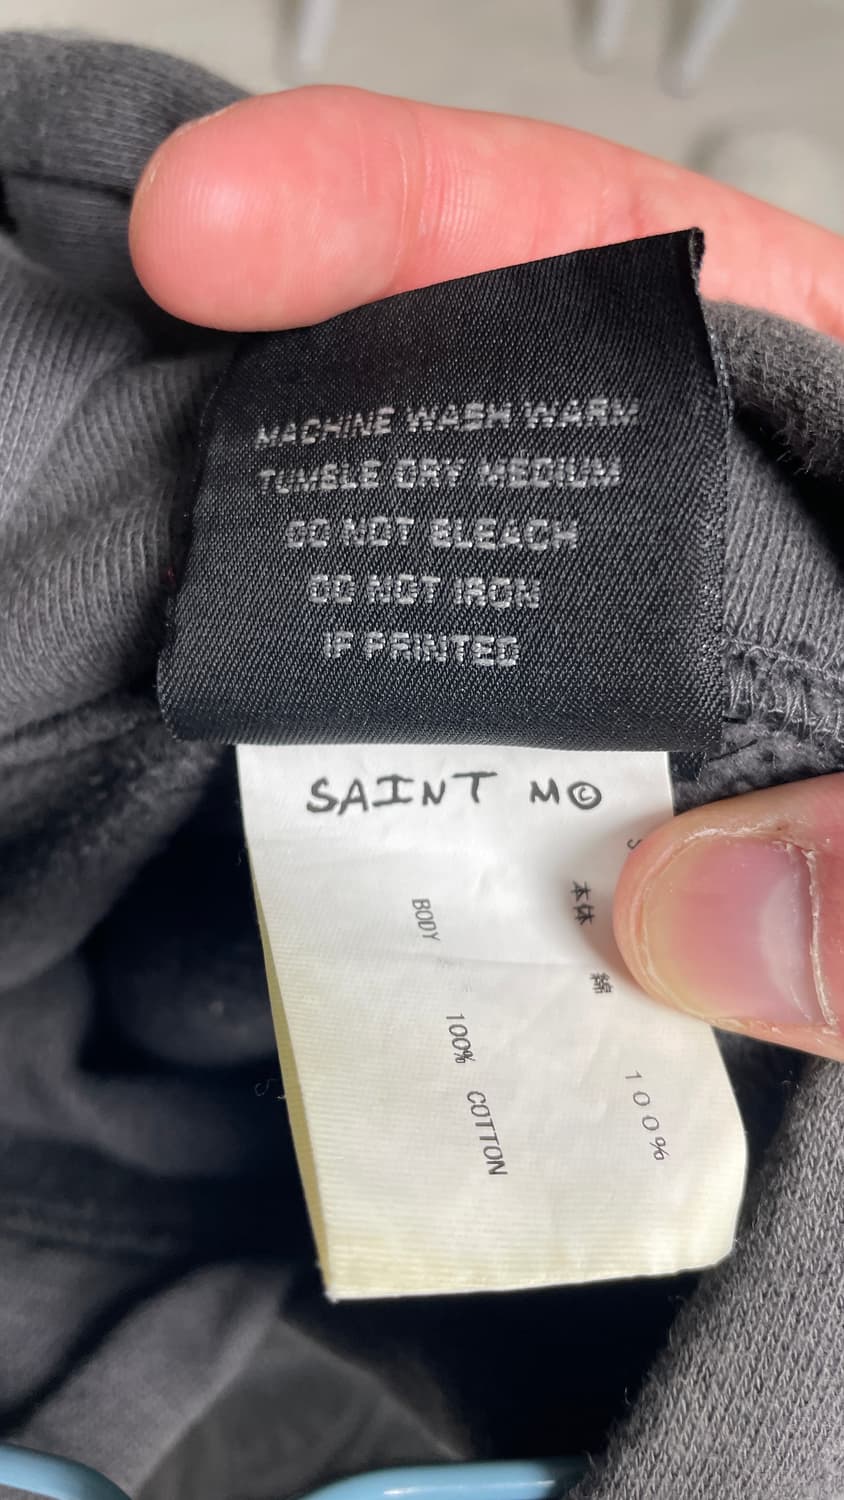 MACHINE WASH WARM
TUMBLE DRY MEDIUM
DO NOT BLEACH
DO NOT IRON
IF PRINTED
SAINT M©
本体 綿 100%
BODY 100% COTTON